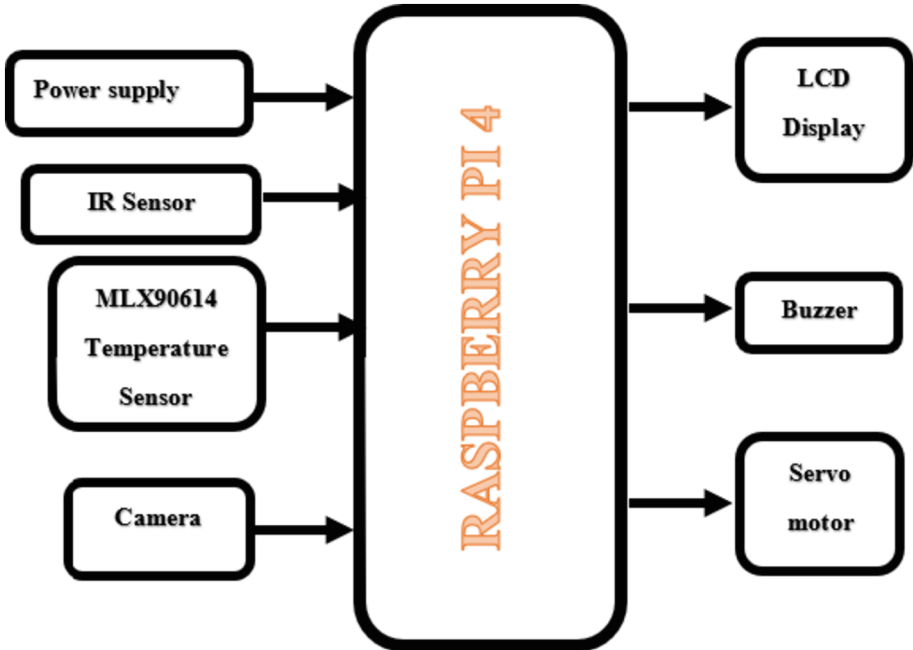 Power supply
IR Sensor
MLX90614
Temperature
Sensor
Camera
RASPBERRY PI 4
LCD
Display
Buzzer
Servo
motor